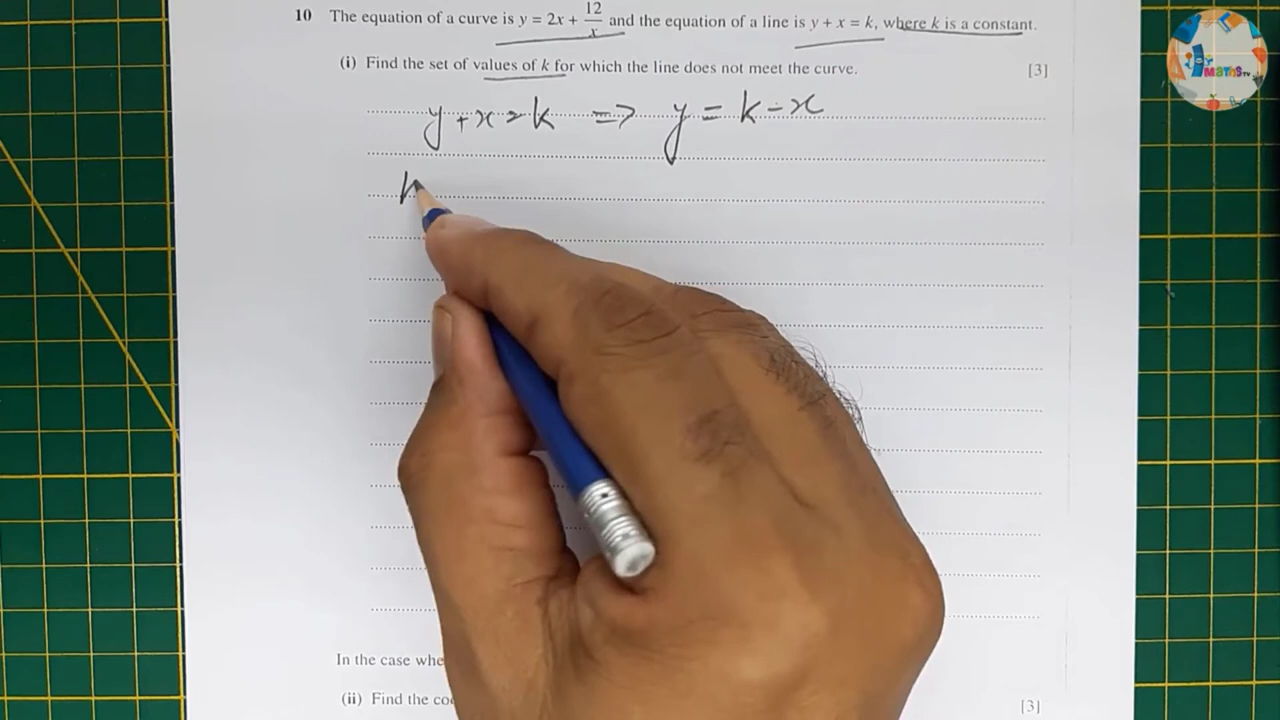 10 The equation of a curve is y = 2x + 12/x and the equation of a line is y + x = k, where k is a constant.
(i) Find the set of values of k for which the line does not meet the curve. [3]
y + x = k => y = k - x
In the case
(ii) Find the [3]
MATHS TV